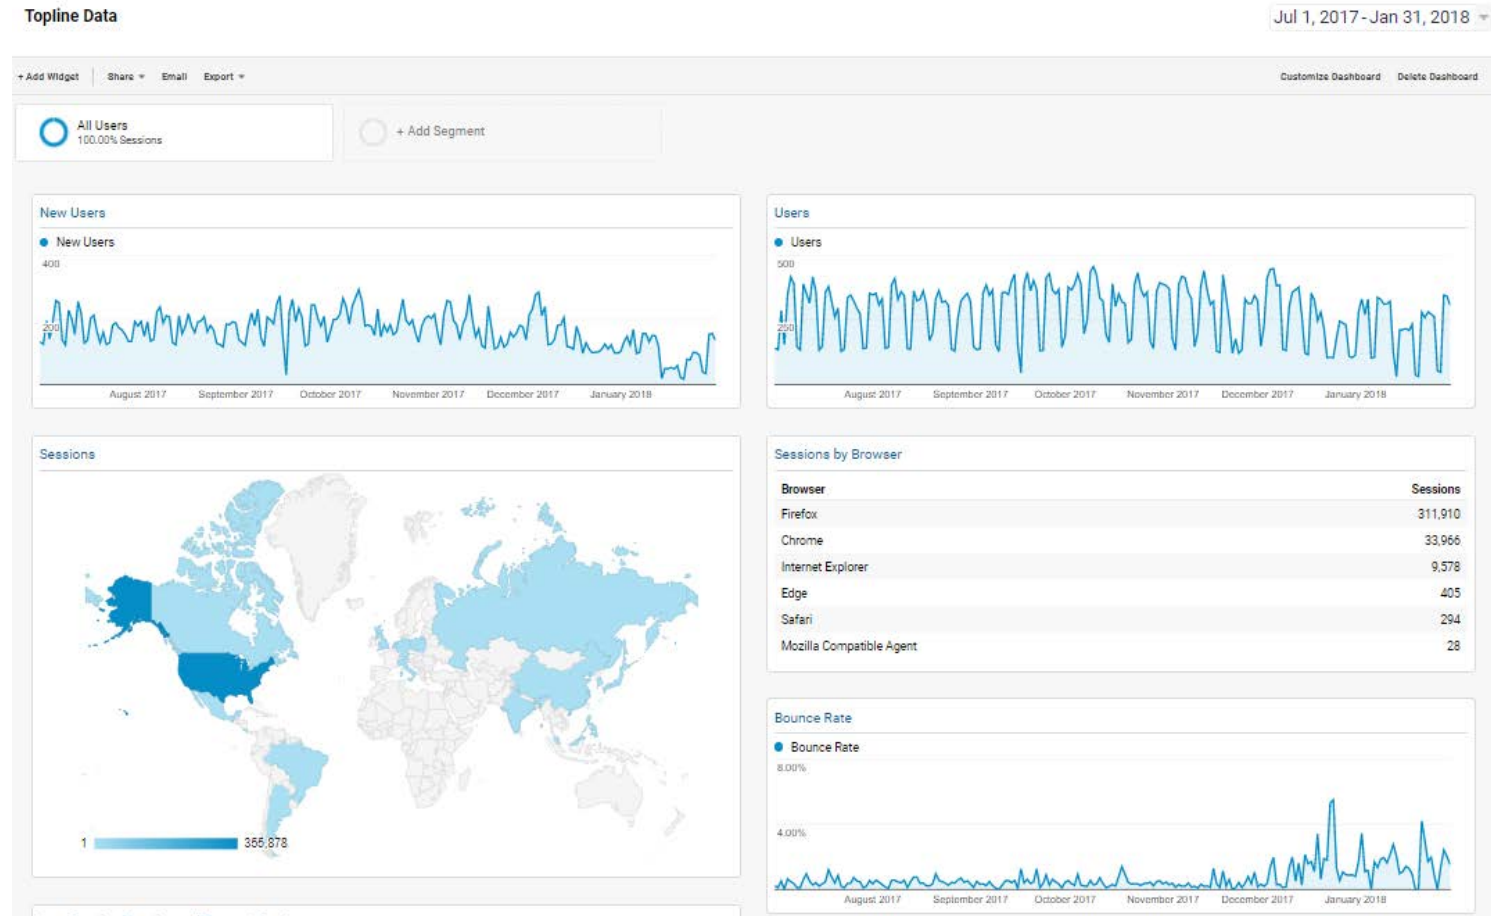 Topline Data
Jul 1, 2017 - Jan 31, 2018
+ Add Widget Share Email Export Customize Dashboard Delete Dashboard
All Users
100.00% Sessions
+ Add Segment
New Users
New Users
400
200
August 2017 September 2017 October 2017 November 2017 December 2017 January 2018
Users
Users
500
250
August 2017 September 2017 October 2017 November 2017 December 2017 January 2018
Sessions
1 355,878
Sessions by Browser
Browser Sessions
Firefox 311,910
Chrome 33,966
Internet Explorer 9,578
Edge 405
Safari 294
Mozilla Compatible Agent 28
Bounce Rate
Bounce Rate
8.00%
4.00%
August 2017 September 2017 October 2017 November 2017 December 2017 January 2018